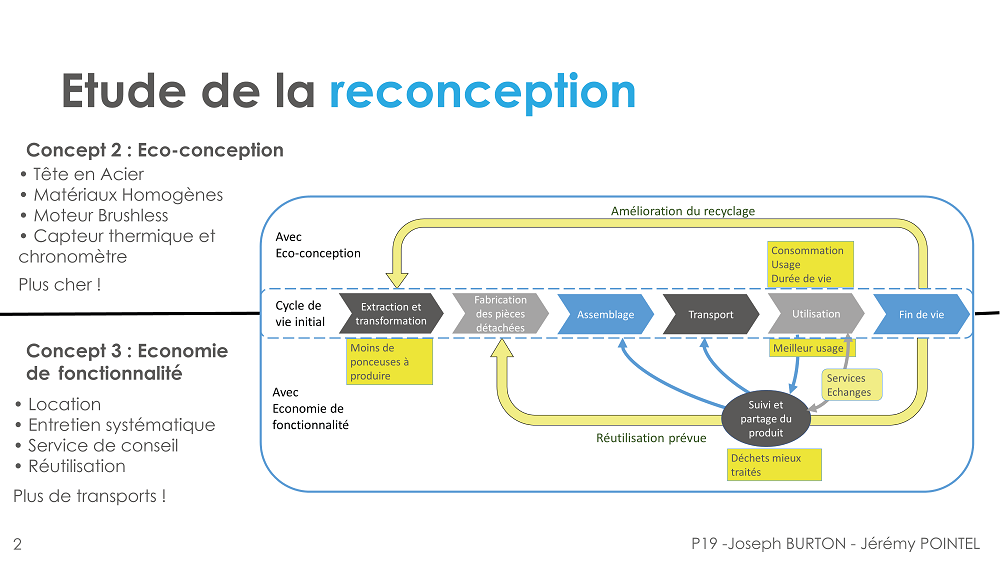 Etude de la reconception
Concept 2 : Eco-conception
• Tête en Acier
• Matériaux Homogènes
• Moteur Brushless
• Capteur thermique et
chronomètre
Plus cher !
Concept 3 : Economie
de fonctionnalité
• Location
• Entretien systématique
• Service de conseil
• Réutilisation
Plus de transports !
Amélioration du recyclage
Avec
Eco-conception
Consommation
Usage
Durée de vie
Cycle de
vie initial
Extraction et
transformation
Fabrication
des pièces
détachées
Assemblage
Transport
Utilisation
Fin de vie
Moins de
ponceuses à
produire
Meilleur usage
Services
Echanges
Avec
Economie de
fonctionnalité
Suivi et
partage du
produit
Réutilisation prévue
Déchets mieux
traités
2
P19 -Joseph BURTON - Jérémy POINTEL